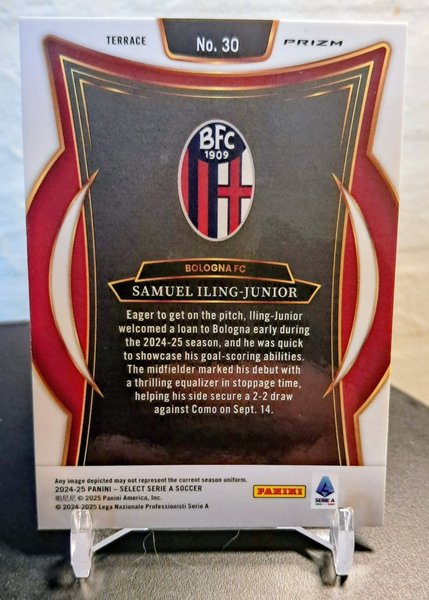 TERRACE
No. 30
PRIZM
BFC
1909
BOLOGNA FC
SAMUEL ILING-JUNIOR
Eager to get on the pitch, Iling-Junior
welcomed a loan to Bologna early during
the 2024-25 season, and he was quick
to showcase his goal-scoring abilities.
The midfielder marked his debut with
a thrilling equalizer in stoppage time,
helping his side secure a 2-2 draw
against Como on Sept. 14.
Any image depicted may not represent the current season uniform.
2024-25 PANINI – SELECT SERIE A SOCCER
帕尼尼 © 2025 Panini America, Inc.
© 2024-2025 Lega Nazionale Professionisti Serie A
PANINI
SERIE A